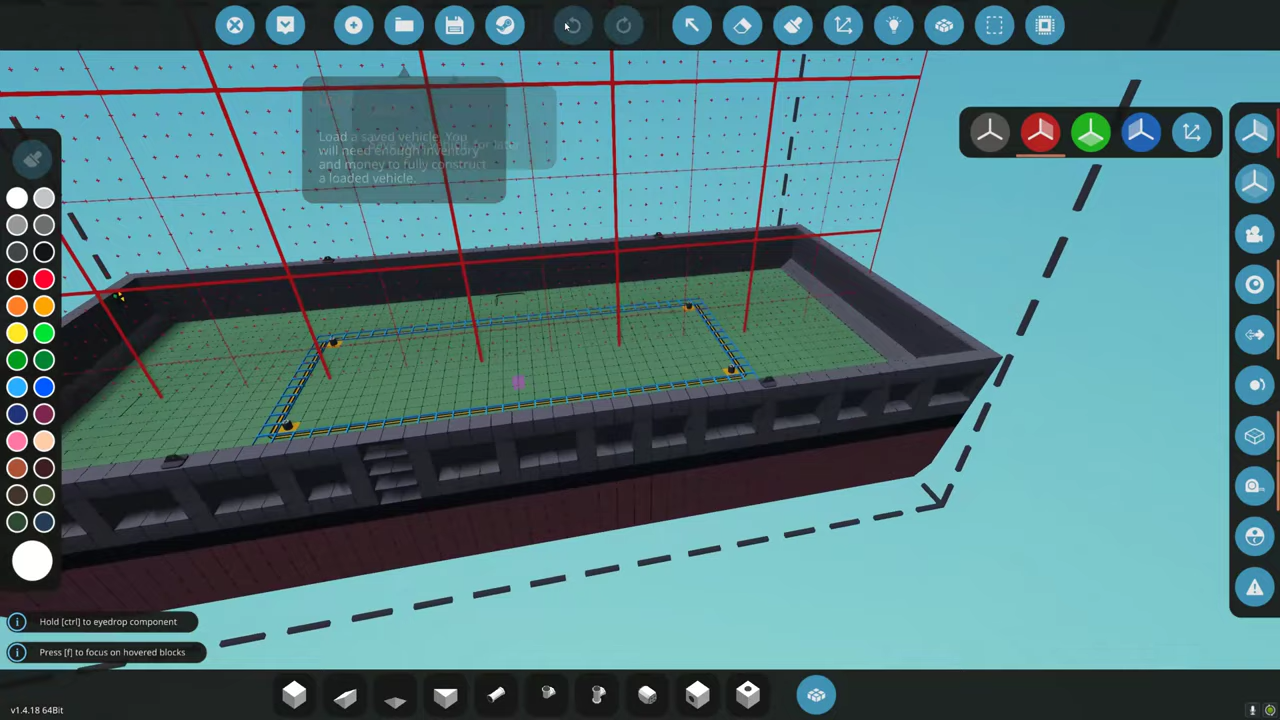 Load a saved vehicle. You
will need enough inventory
and money to fully construct
a loaded vehicle.
Hold [ctrl] to eyedrop component
Press [f] to focus on hovered blocks
v1.4.18 64Bit